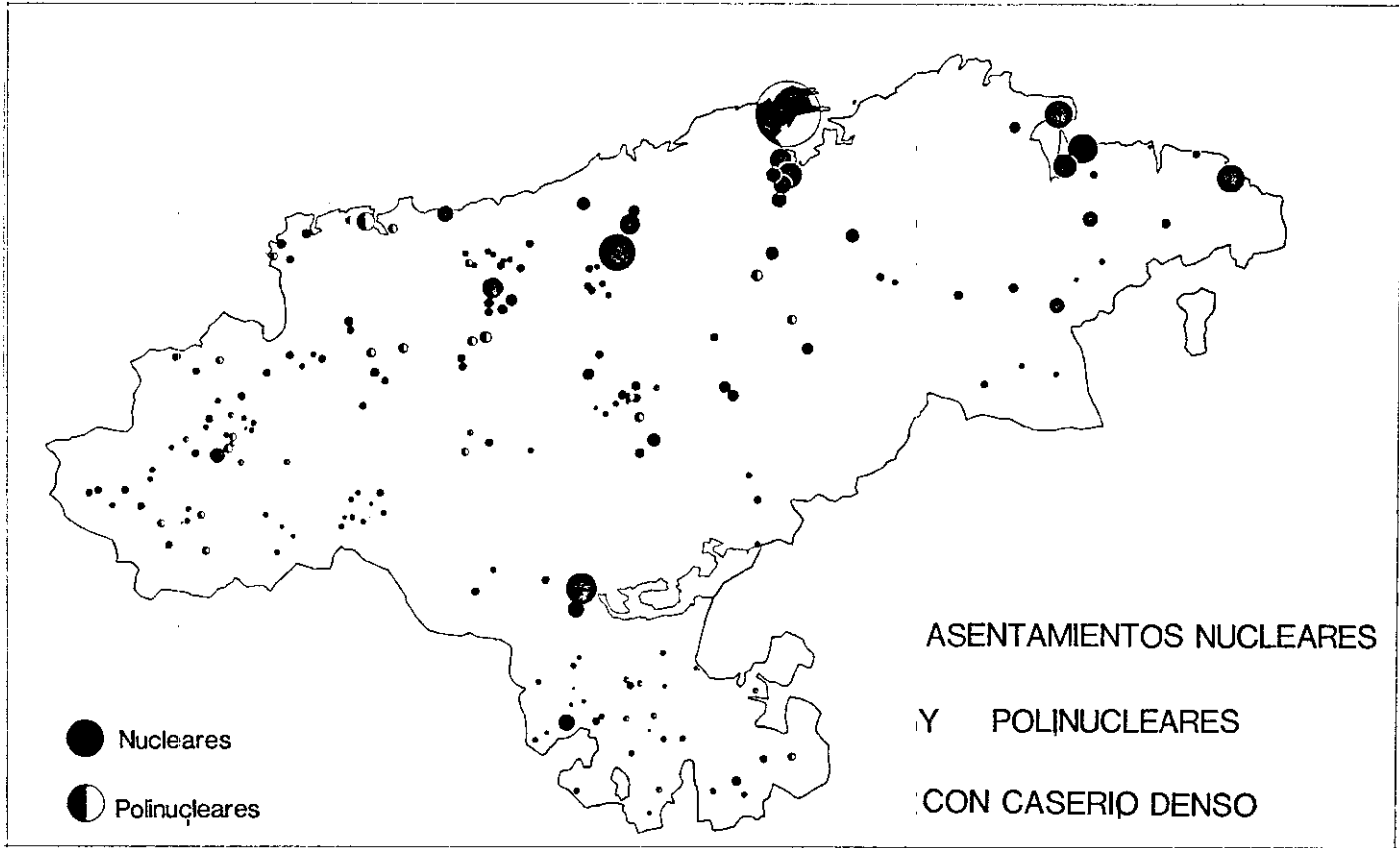 ASENTAMIENTOS NUCLEARES
Y POLINUCLEARES
CON CASERIO DENSO
Nucleares
Polinucleares